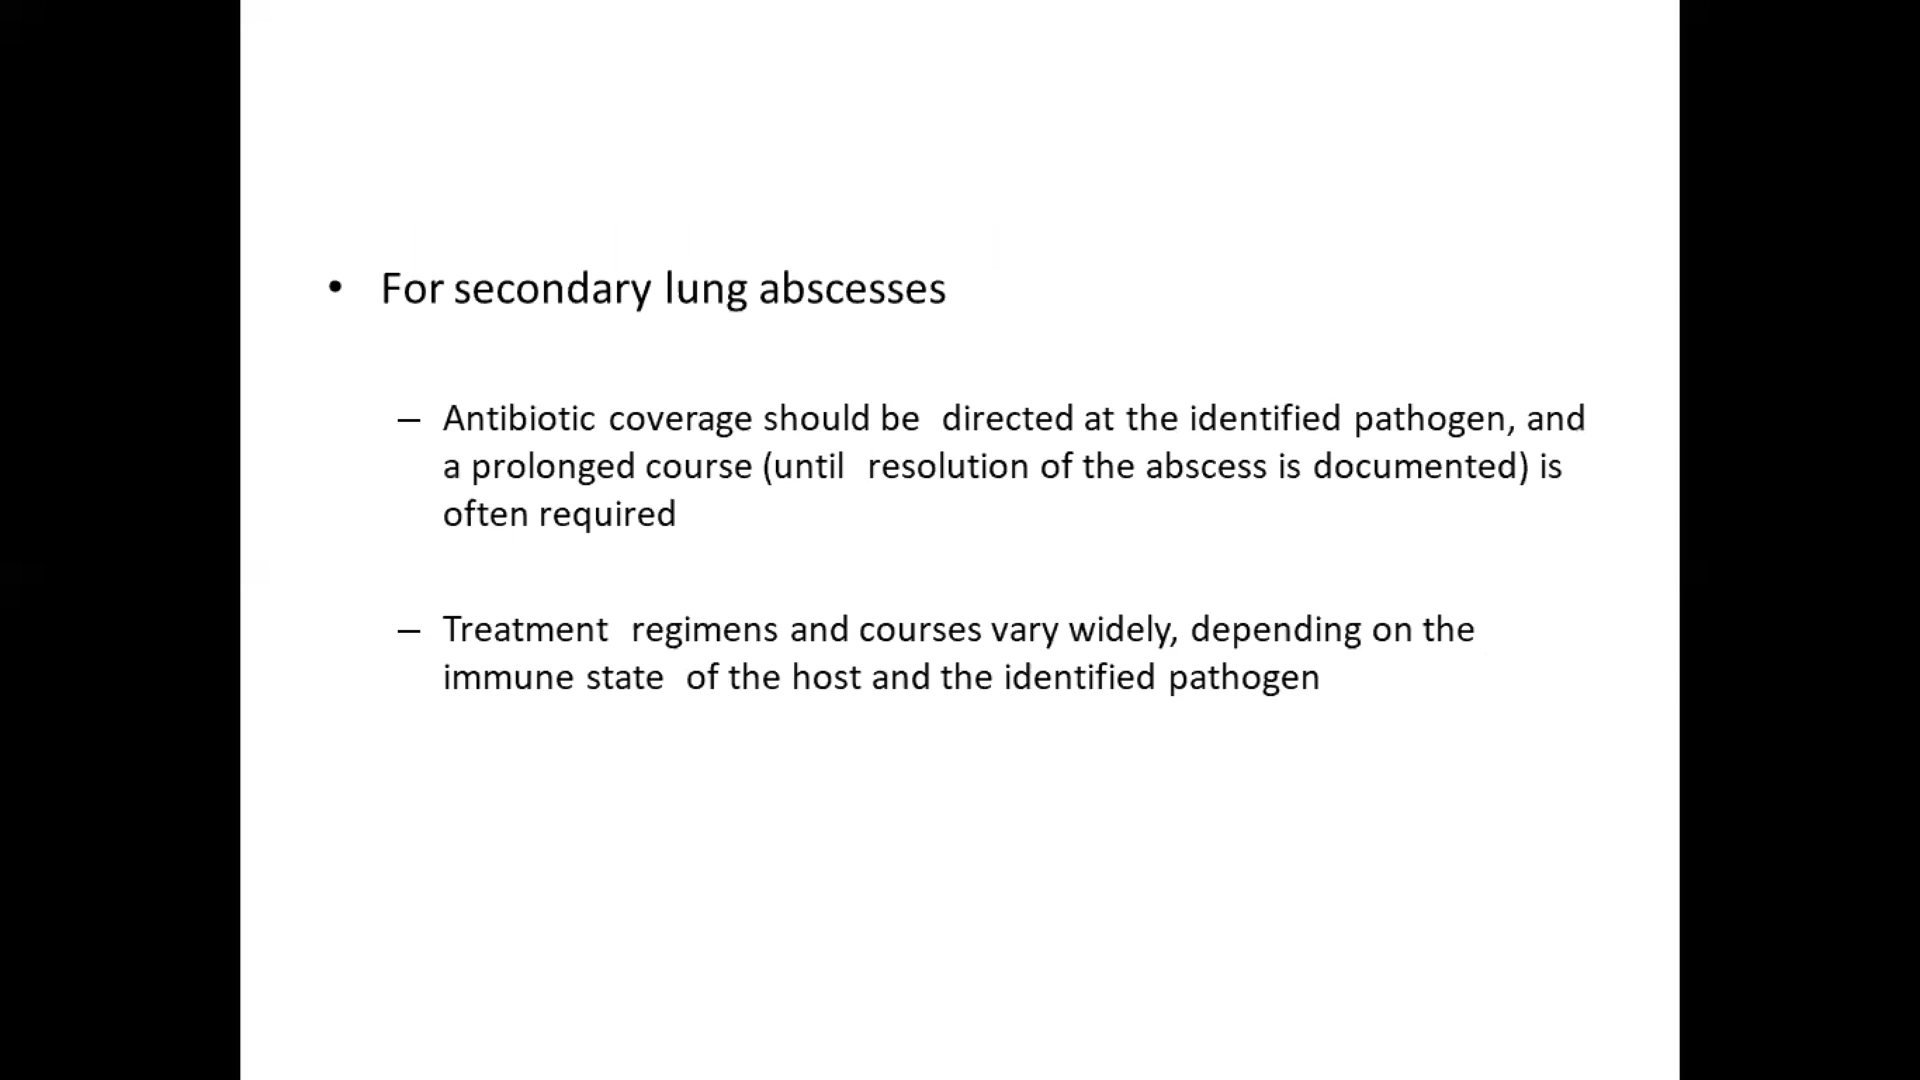 • For secondary lung abscesses
– Antibiotic coverage should be directed at the identified pathogen, and
a prolonged course (until resolution of the abscess is documented) is
often required
– Treatment regimens and courses vary widely, depending on the
immune state of the host and the identified pathogen